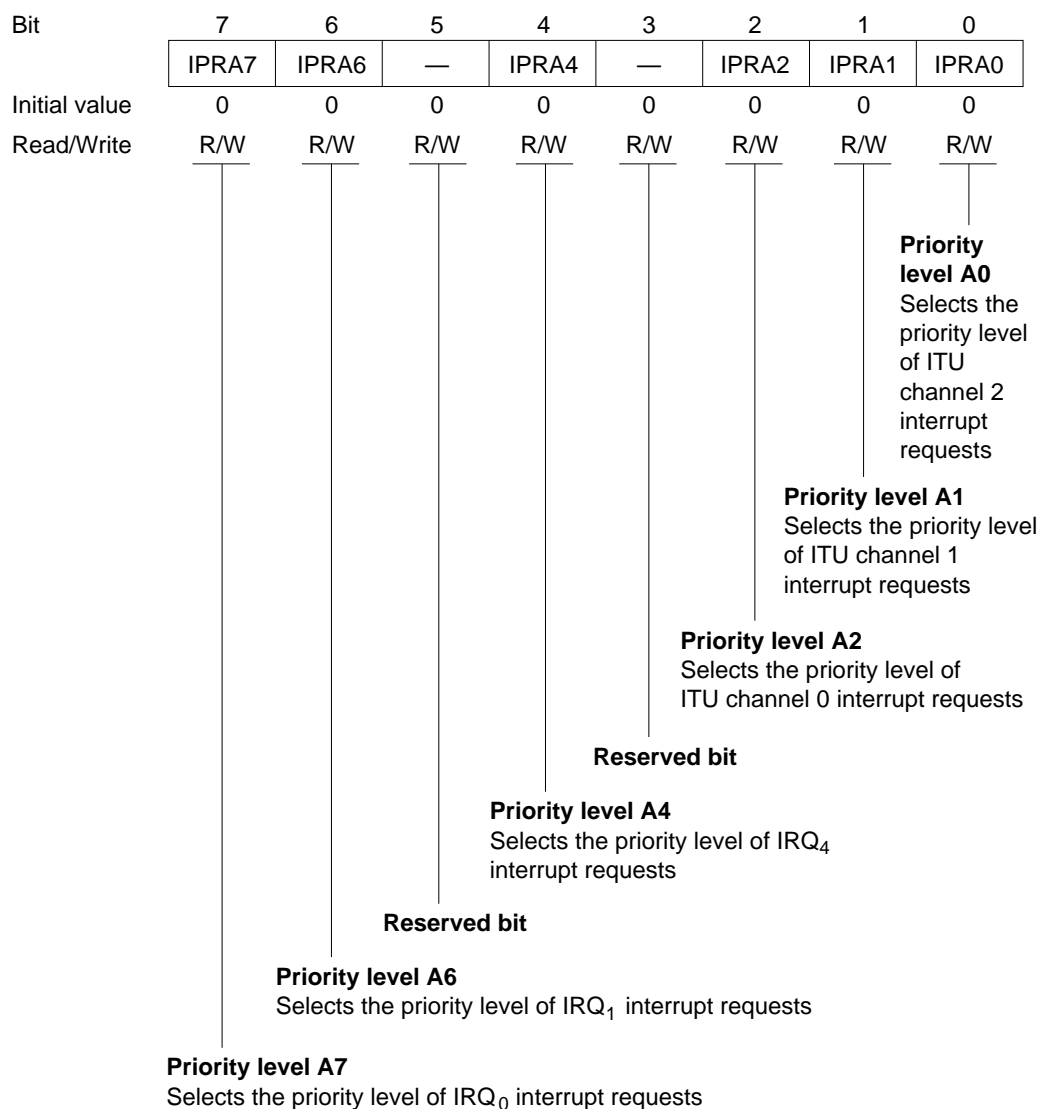 Bit 7 6 5 4 3 2 1 0
IPRA7 IPRA6 — IPRA4 — IPRA2 IPRA1 IPRA0
Initial value 0 0 0 0 0 0 0 0
Read/Write R/W R/W R/W R/W R/W R/W R/W R/W
Priority
level A0
Selects the
priority level
of ITU
channel 2
interrupt
requests
Priority level A1
Selects the priority level
of ITU channel 1
interrupt requests
Priority level A2
Selects the priority level of
ITU channel 0 interrupt requests
Reserved bit
Priority level A4
Selects the priority level of IRQ4
interrupt requests
Reserved bit
Priority level A6
Selects the priority level of IRQ1 interrupt requests
Priority level A7
Selects the priority level of IRQ0 interrupt requests